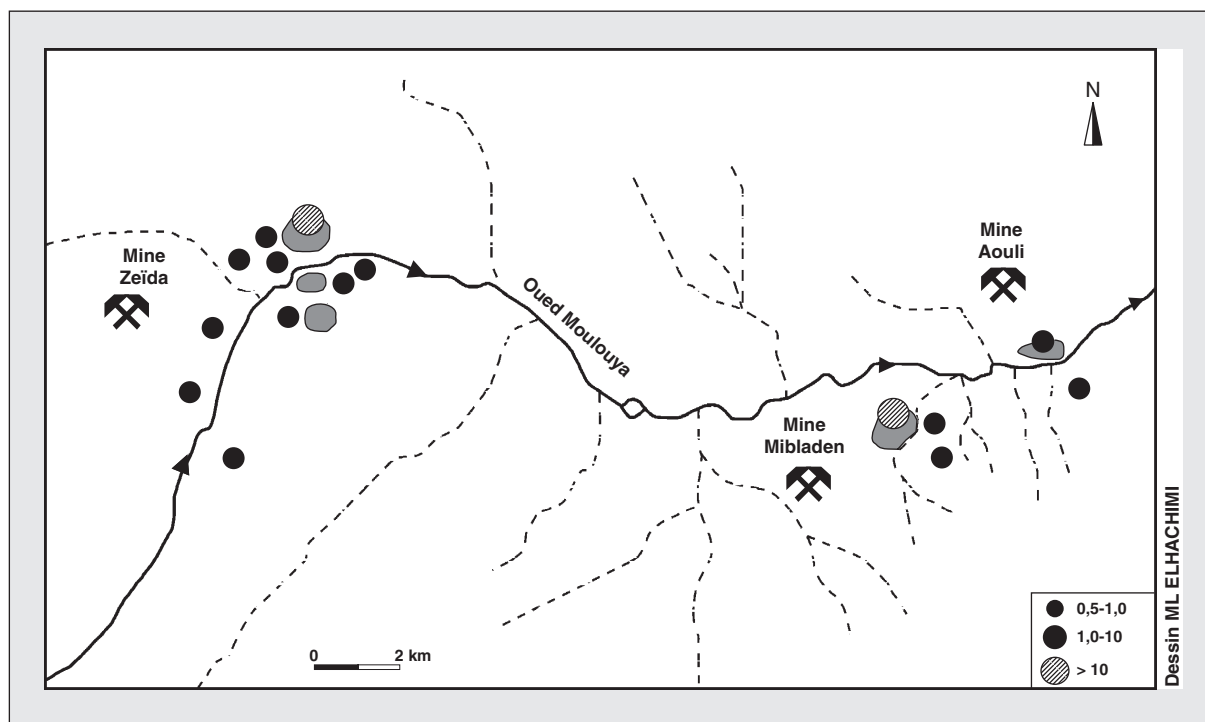 N
Mine
Zeïda
Oued Moulouya
Mine
Aouli
Mine
Mibladen
0 2 km
0,5-1,0
1,0-10
> 10
Dessin ML ELHACHIMI